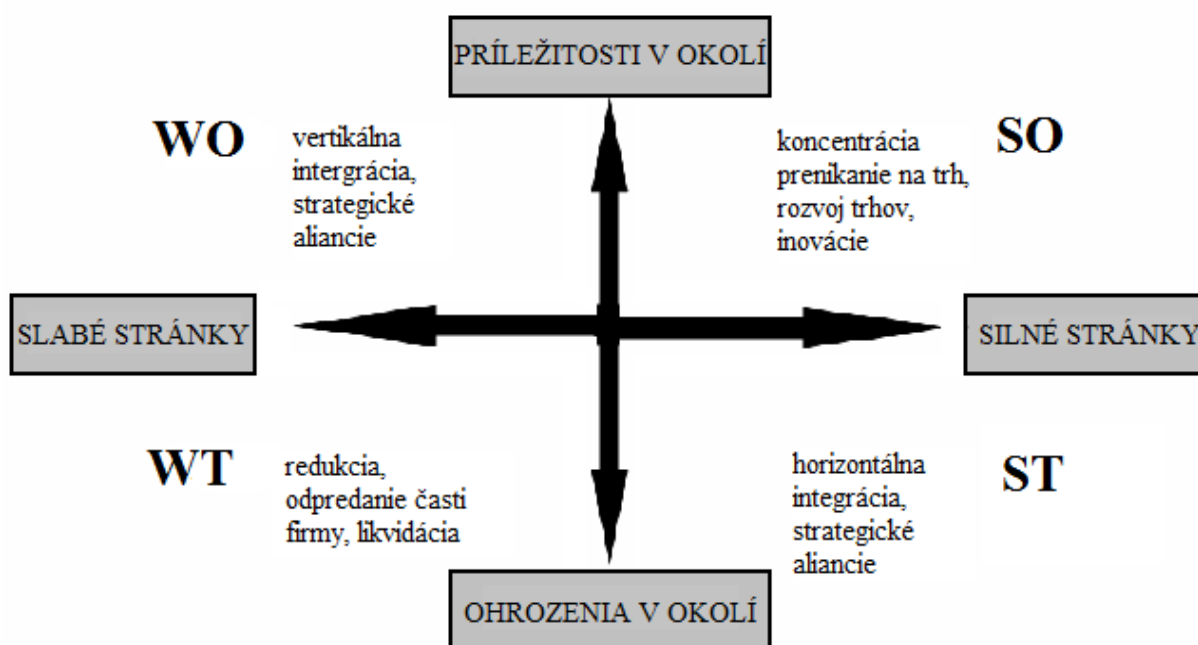 PRÍLEŽITOSTI V OKOLÍ
WO
vertikálna
intergrácia,
strategické
aliancie
SO
koncentrácia
prenikanie na trh,
rozvoj trhov,
inovácie
SLABÉ STRÁNKY
SILNÉ STRÁNKY
WT
redukcia,
odpredanie časti
firmy, likvidácia
ST
horizontálna
integrácia,
strategické
aliancie
OHROZENIA V OKOLÍ